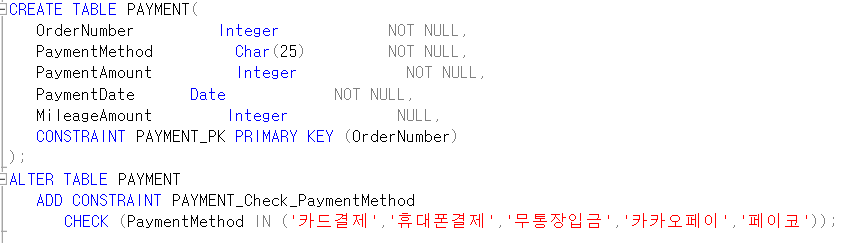 CREATE TABLE PAYMENT(
OrderNumber Integer NOT NULL,
PaymentMethod Char(25) NOT NULL,
PaymentAmount Integer NOT NULL,
PaymentDate Date NOT NULL,
MileageAmount Integer NULL,
CONSTRAINT PAYMENT_PK PRIMARY KEY (OrderNumber)
);
ALTER TABLE PAYMENT
ADD CONSTRAINT PAYMENT_Check_PaymentMethod
CHECK (PaymentMethod IN ('카드결제','휴대폰결제','무통장입금','카카오페이','페이코'));